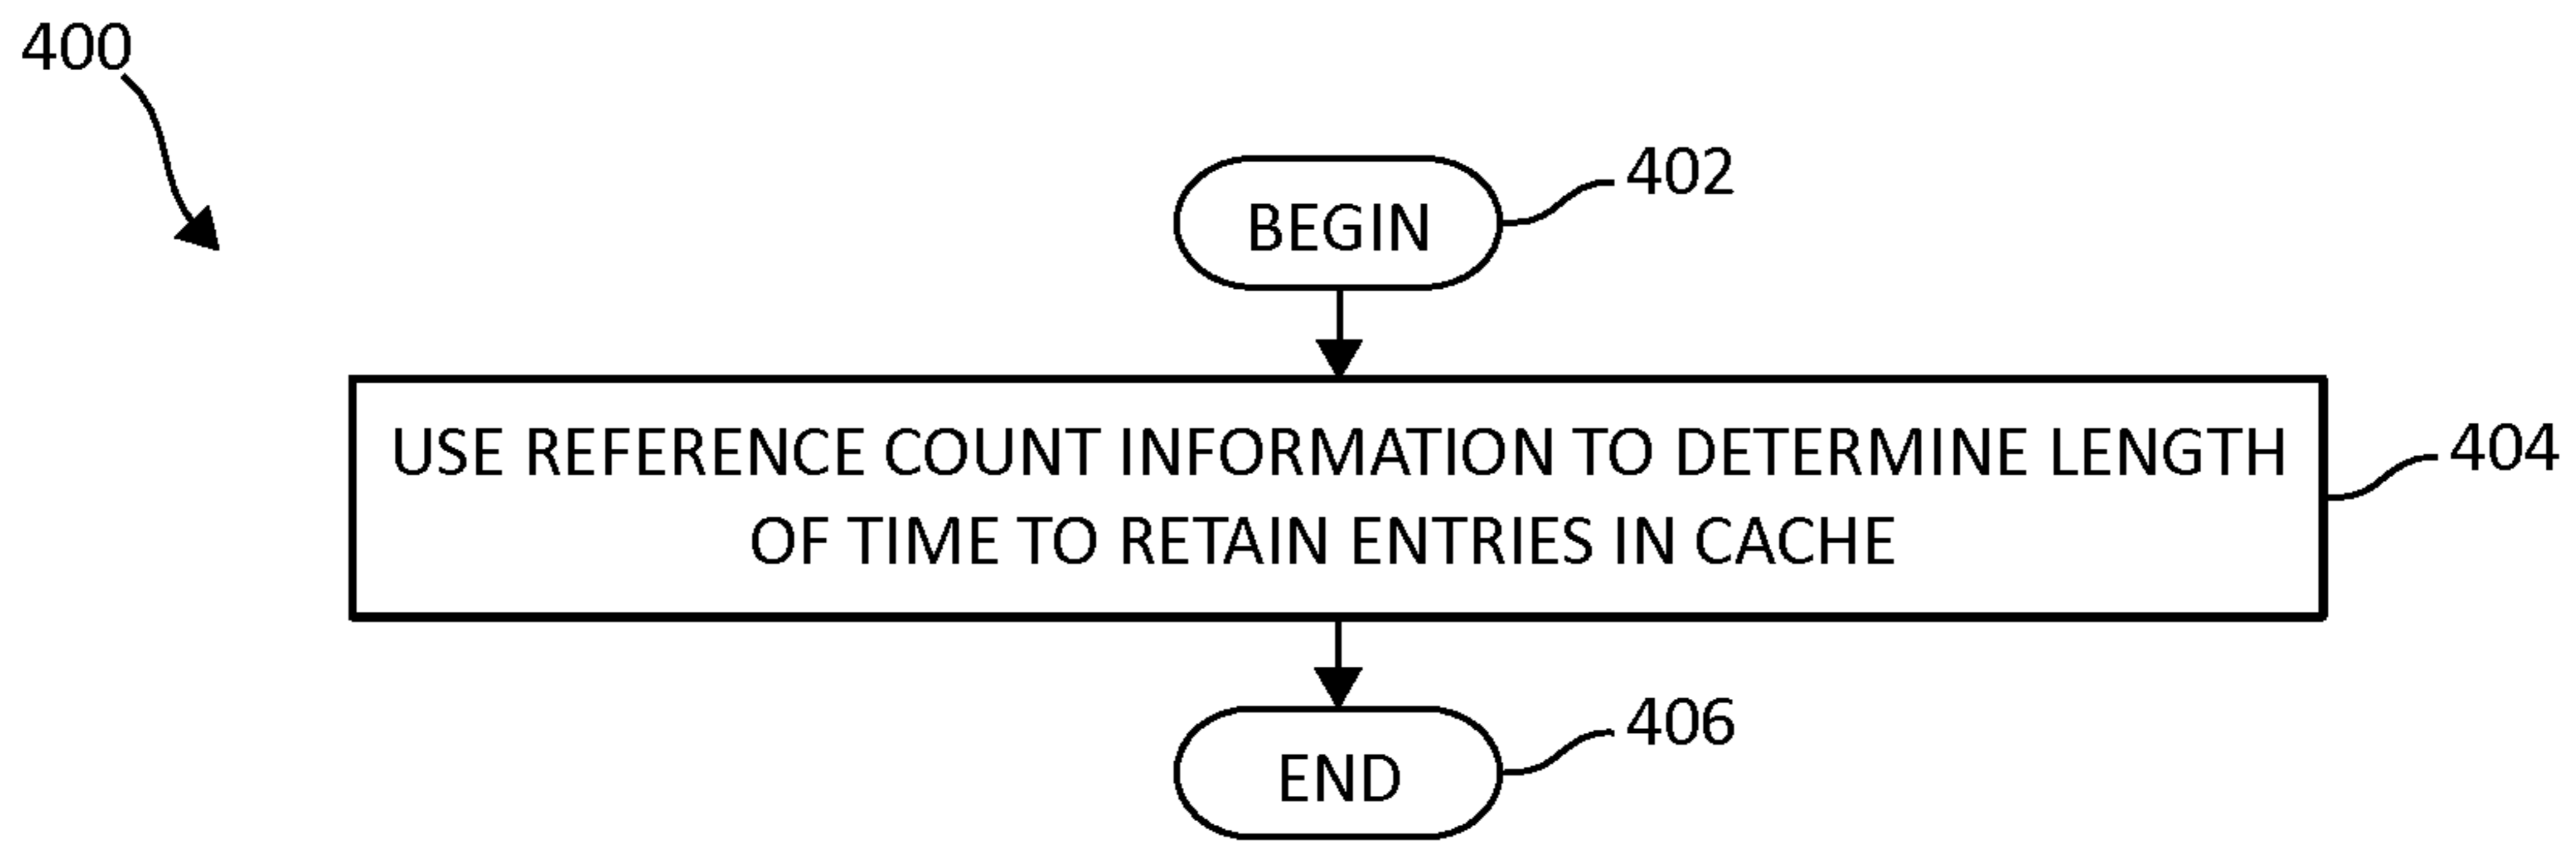 400
BEGIN
402
USE REFERENCE COUNT INFORMATION TO DETERMINE LENGTH
OF TIME TO RETAIN ENTRIES IN CACHE
404
END
406